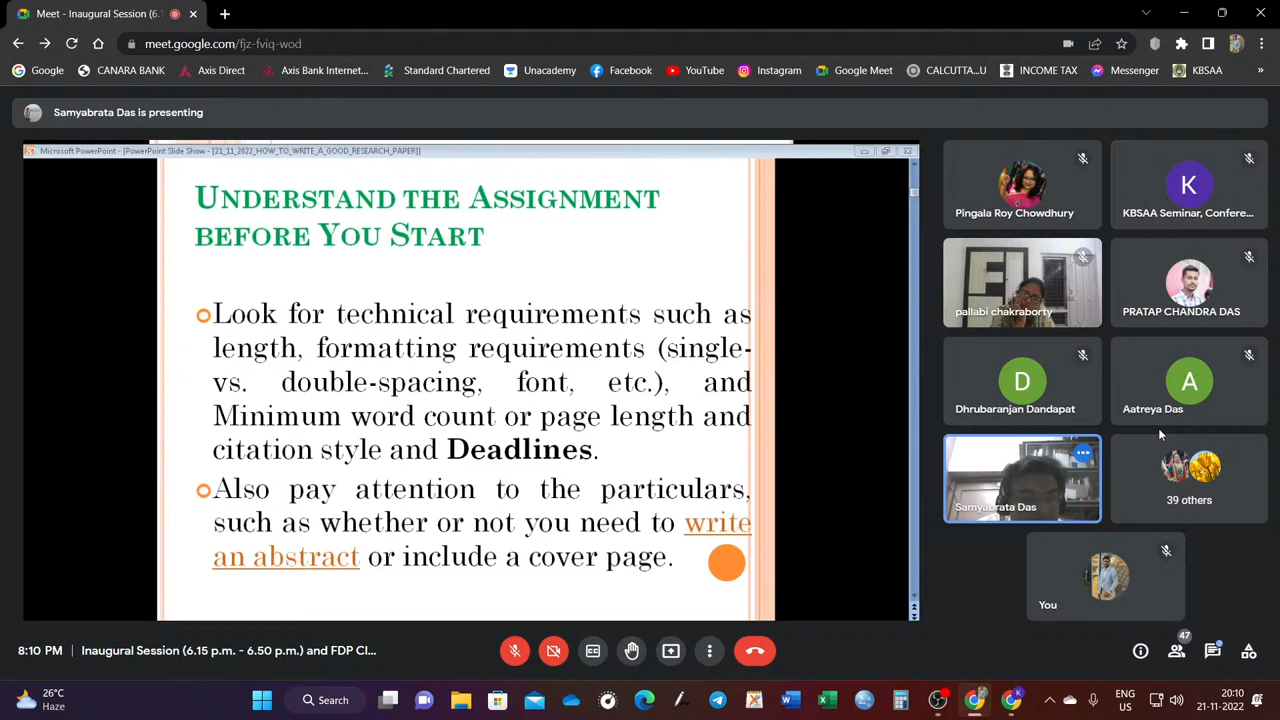 Meet - Inaugural Session (6.1
meet.google.com/fjz-fviq-wod
Google
CANARA BANK
Axis Direct
Axis Bank Internet...
Standard Chartered
Unacademy
Facebook
YouTube
Instagram
Google Meet
CALCUTTA...U
INCOME TAX
Messenger
KBSAA
»
Samyabrata Das is presenting
Microsoft PowerPoint - [PowerPoint Slide Show - [21_11_2022_HOW_TO_WRITE_A_GOOD_RESEARCH_PAPER]]
UNDERSTAND THE ASSIGNMENT
BEFORE YOU START
Look for technical requirements such as
length, formatting requirements (single-
vs. double-spacing, font, etc.), and
Minimum word count or page length and
citation style and Deadlines.
Also pay attention to the particulars,
such as whether or not you need to write
an abstract or include a cover page.
Pingala Roy Chowdhury
K
KBSAA Seminar, Confere...
pallabi chakraborty
PRATAP CHANDRA DAS
D
Dhrubaranjan Dandapat
A
Aatreya Das
Samyabrata Das
39 others
You
8:10 PM | Inaugural Session (6.15 p.m. - 6.50 p.m.) and FDP Cl...
47
26°C
Haze
Search
ENG
US
20:10
21-11-2022